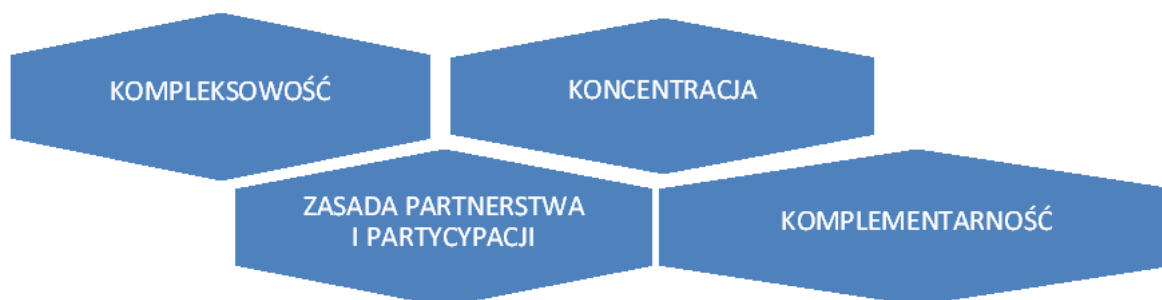 KOMPLEKSOWOŚĆ
KONCENTRACJA
ZASADA PARTNERSTWA
I PARTYCYPACJI
KOMPLEMENTARNOŚĆ